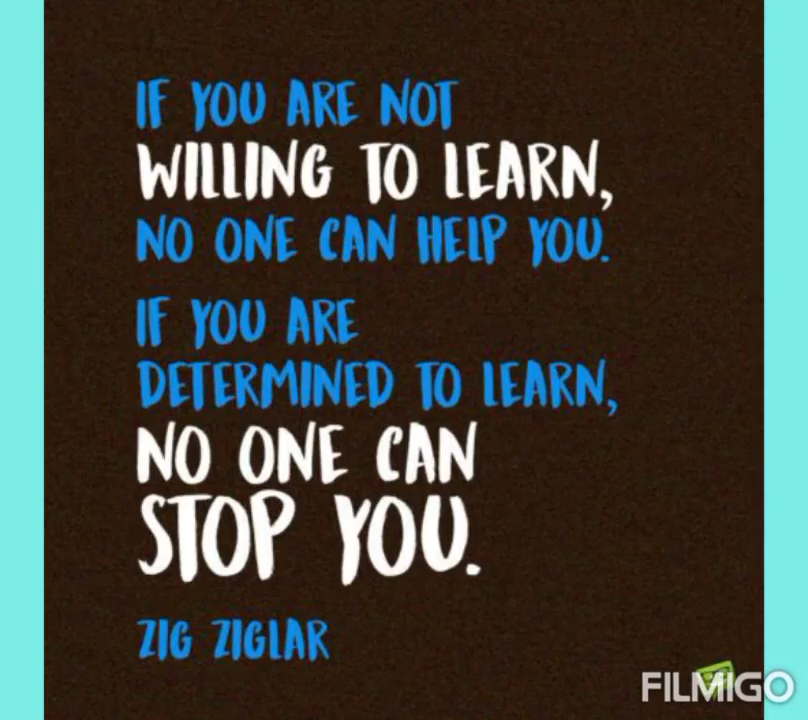 IF YOU ARE NOT
WILLING TO LEARN,
NO ONE CAN HELP YOU.
IF YOU ARE
DETERMINED TO LEARN,
NO ONE CAN
STOP YOU.
ZIG ZIGLAR
FILMIGO